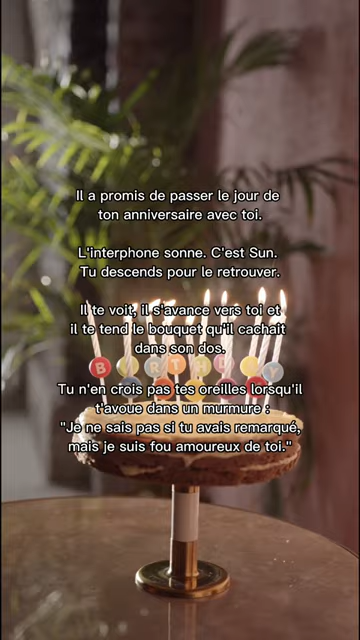 Il a promis de passer le jour de
ton anniversaire avec toi.
L'interphone sonne. C'est Sun.
Tu descends pour le retrouver.
Il te voit, il s'avance vers toi et
il te tend le bouquet qu'il cachait
dans son dos.
BIRTHDAY
Tu n'en crois pas tes oreilles lorsqu'il
t'avoue dans un murmure :
"Je ne sais pas si tu avais remarqué,
mais je suis fou amoureux de toi."